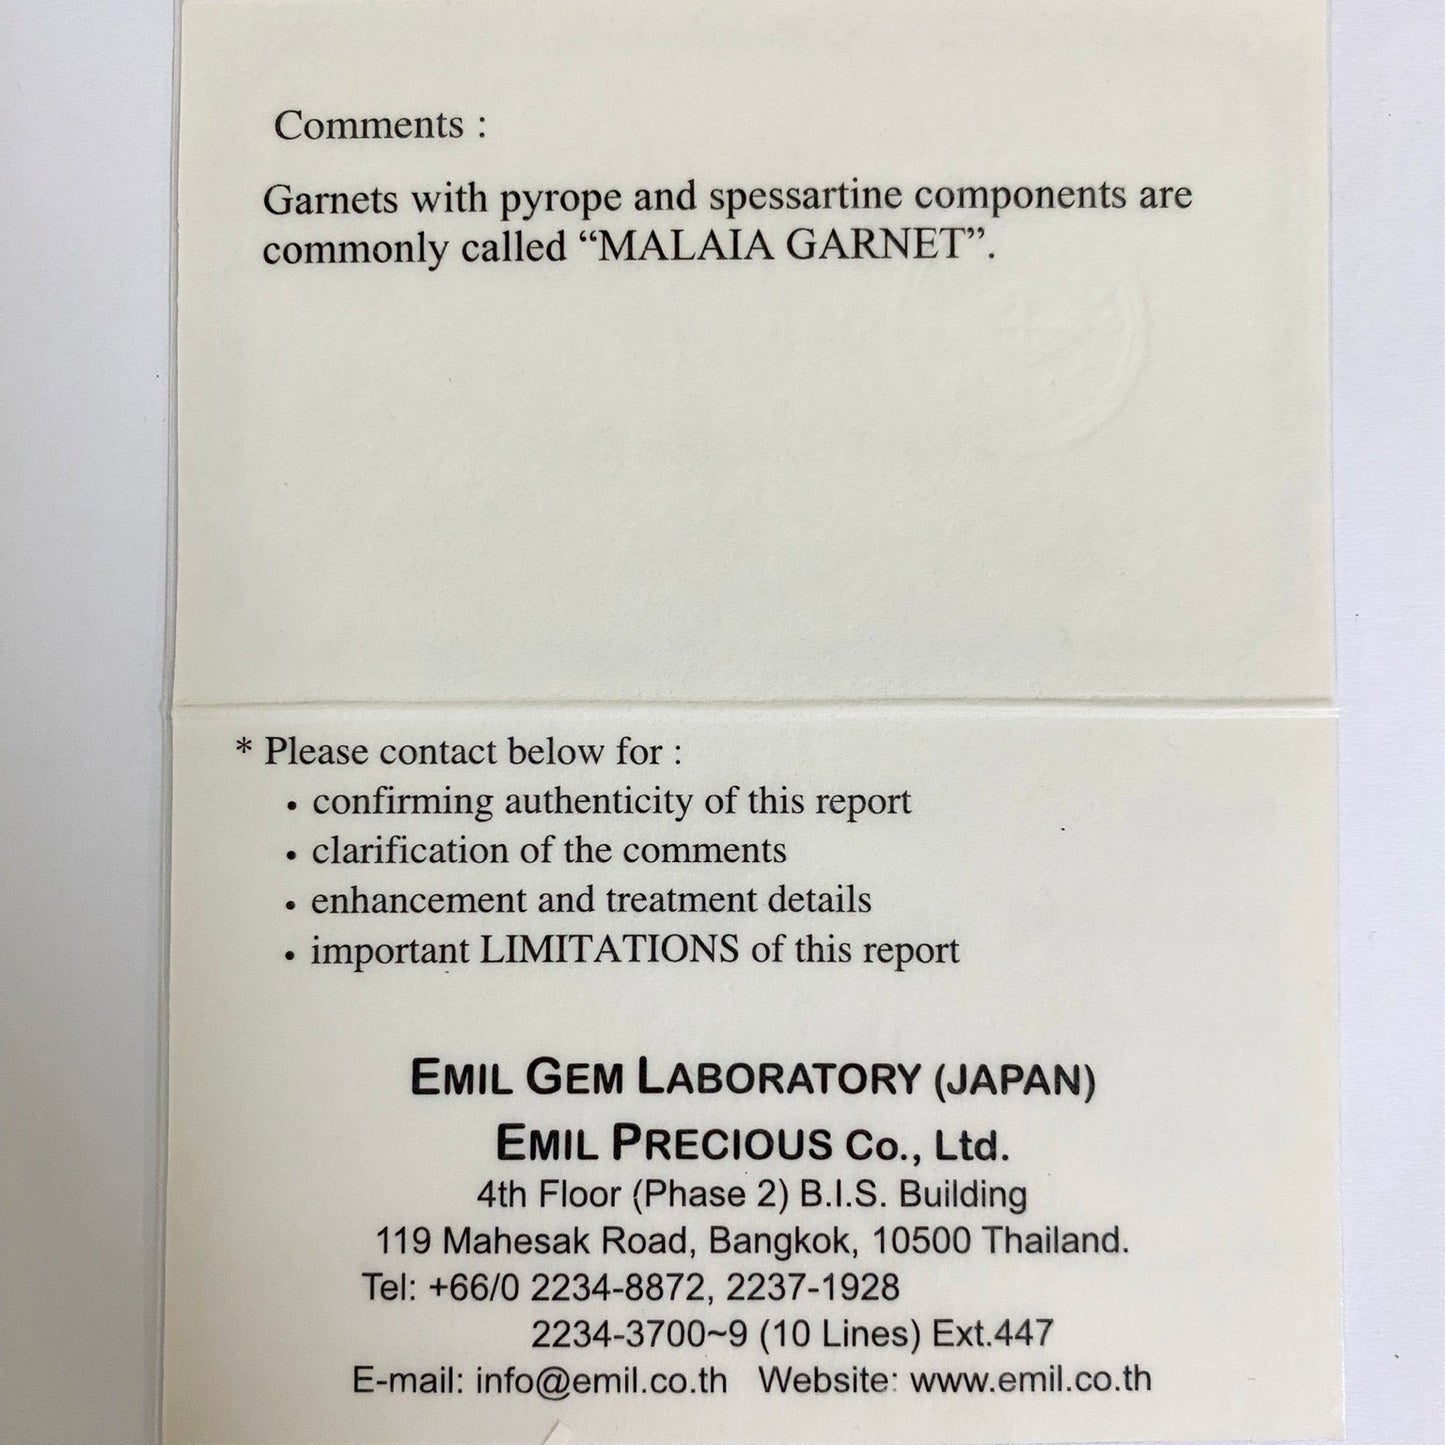 Comments :
Garnets with pyrope and spessartine components are
commonly called “MALAIA GARNET”.
* Please contact below for :
• confirming authenticity of this report
• clarification of the comments
• enhancement and treatment details
• important LIMITATIONS of this report
EMIL GEM LABORATORY (JAPAN)
EMIL PRECIOUS Co., Ltd.
4th Floor (Phase 2) B.I.S. Building
119 Mahesak Road, Bangkok, 10500 Thailand.
Tel: +66/0 2234-8872, 2237-1928
2234-3700~9 (10 Lines) Ext.447
E-mail: info@emil.co.th Website: www.emil.co.th